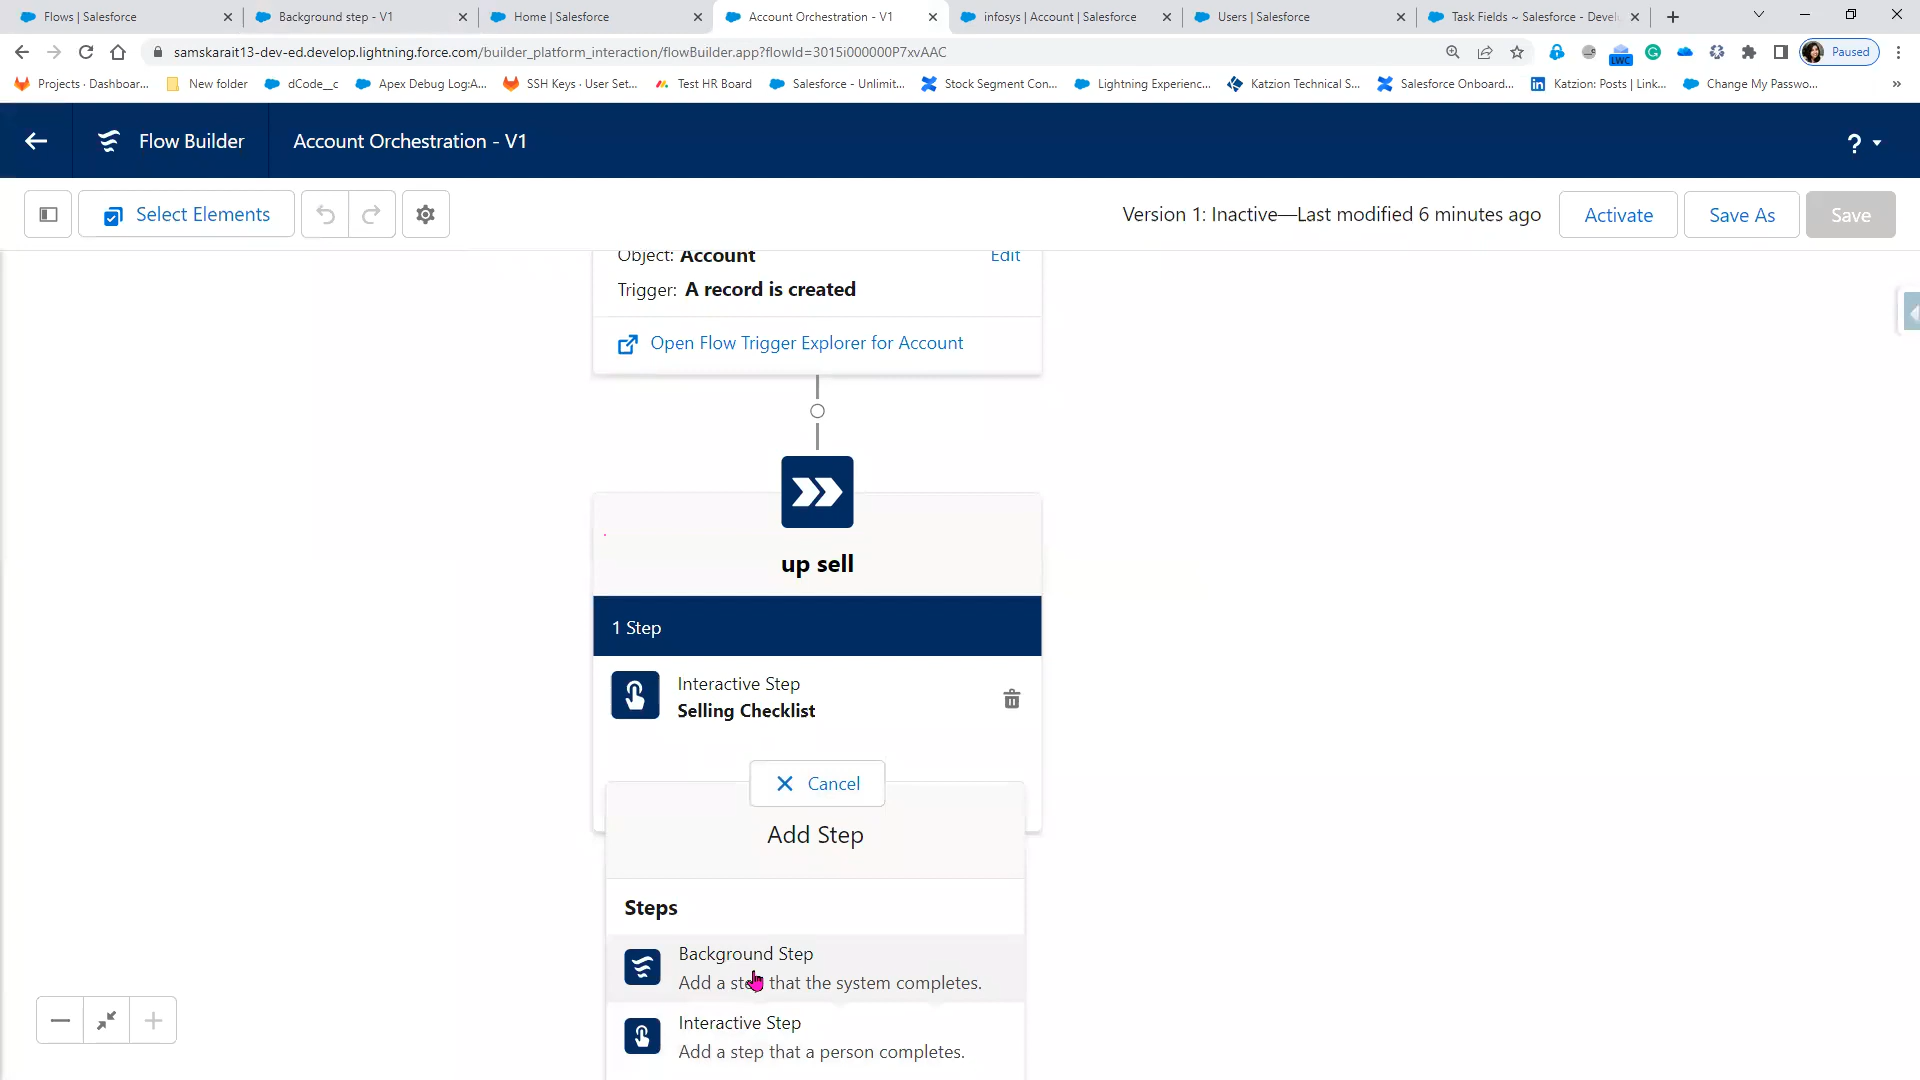 Flows | Salesforce
Background step - V1
Home | Salesforce
Account Orchestration - V1
infosys | Account | Salesforce
Users | Salesforce
Task Fields ~ Salesforce - Devel
samskarait13-dev-ed.develop.lightning.force.com/builder_platform_interaction/flowBuilder.app?flowId=3015i000000P7xvAAC
LWC
Paused
Projects · Dashboar...
New folder
dCode__c
Apex Debug Log:A...
SSH Keys · User Set...
Test HR Board
Salesforce - Unlimit...
Stock Segment Con...
Lightning Experienc...
Katzion Technical S...
Salesforce Onboard...
Katzion: Posts | Link...
Change My Passwo...
»
Flow Builder
Account Orchestration - V1
?
Select Elements
Version 1: Inactive—Last modified 6 minutes ago
Activate
Save As
Save
Object: Account
Edit
Trigger: A record is created
Open Flow Trigger Explorer for Account
up sell
1 Step
Interactive Step
Selling Checklist
Cancel
Add Step
Steps
Background Step
Add a step that the system completes.
Interactive Step
Add a step that a person completes.